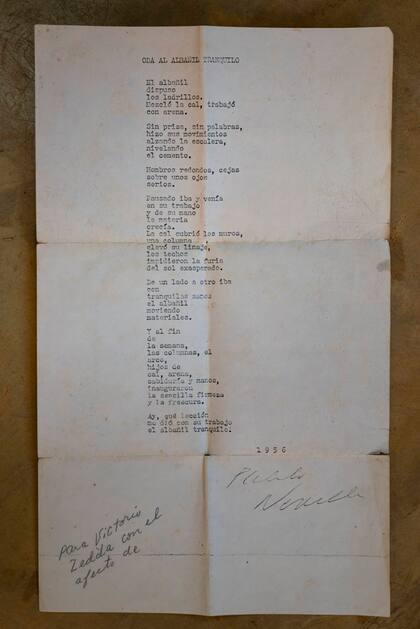 ODA AL ALBAÑIL TRANQUILO
El albañil
dispuso
los ladrillos.
Mezcló la cal, trabajó
con arena.
Sin prisa, sin palabras,
hizo sus movimientos
alzando la escalera,
nivelando
el cemento.
Hombros redondos, cejas
sobre unos ojos
serios.
Pausado iba y venía
en su trabajo
y de su mano
la materia
crecía.
La cal cubrió los muros,
una columna
elevó su linaje,
los techos
impidieron la furia
del sol exasperado.
De un lado a otro iba
con
tranquilas manos
el albañil
moviendo
materiales.
Y al fin
de
la semana,
las columnas, el
arco,
hijos de
cal, arena,
sabiduría y manos,
inauguraron
la sencilla firmeza
y la frescura.
Ay, qué lección
me dió con su trabajo
el albañil tranquilo.
1956
Pablo
Neruda
Para Victorio
Zedda con el
afecto de